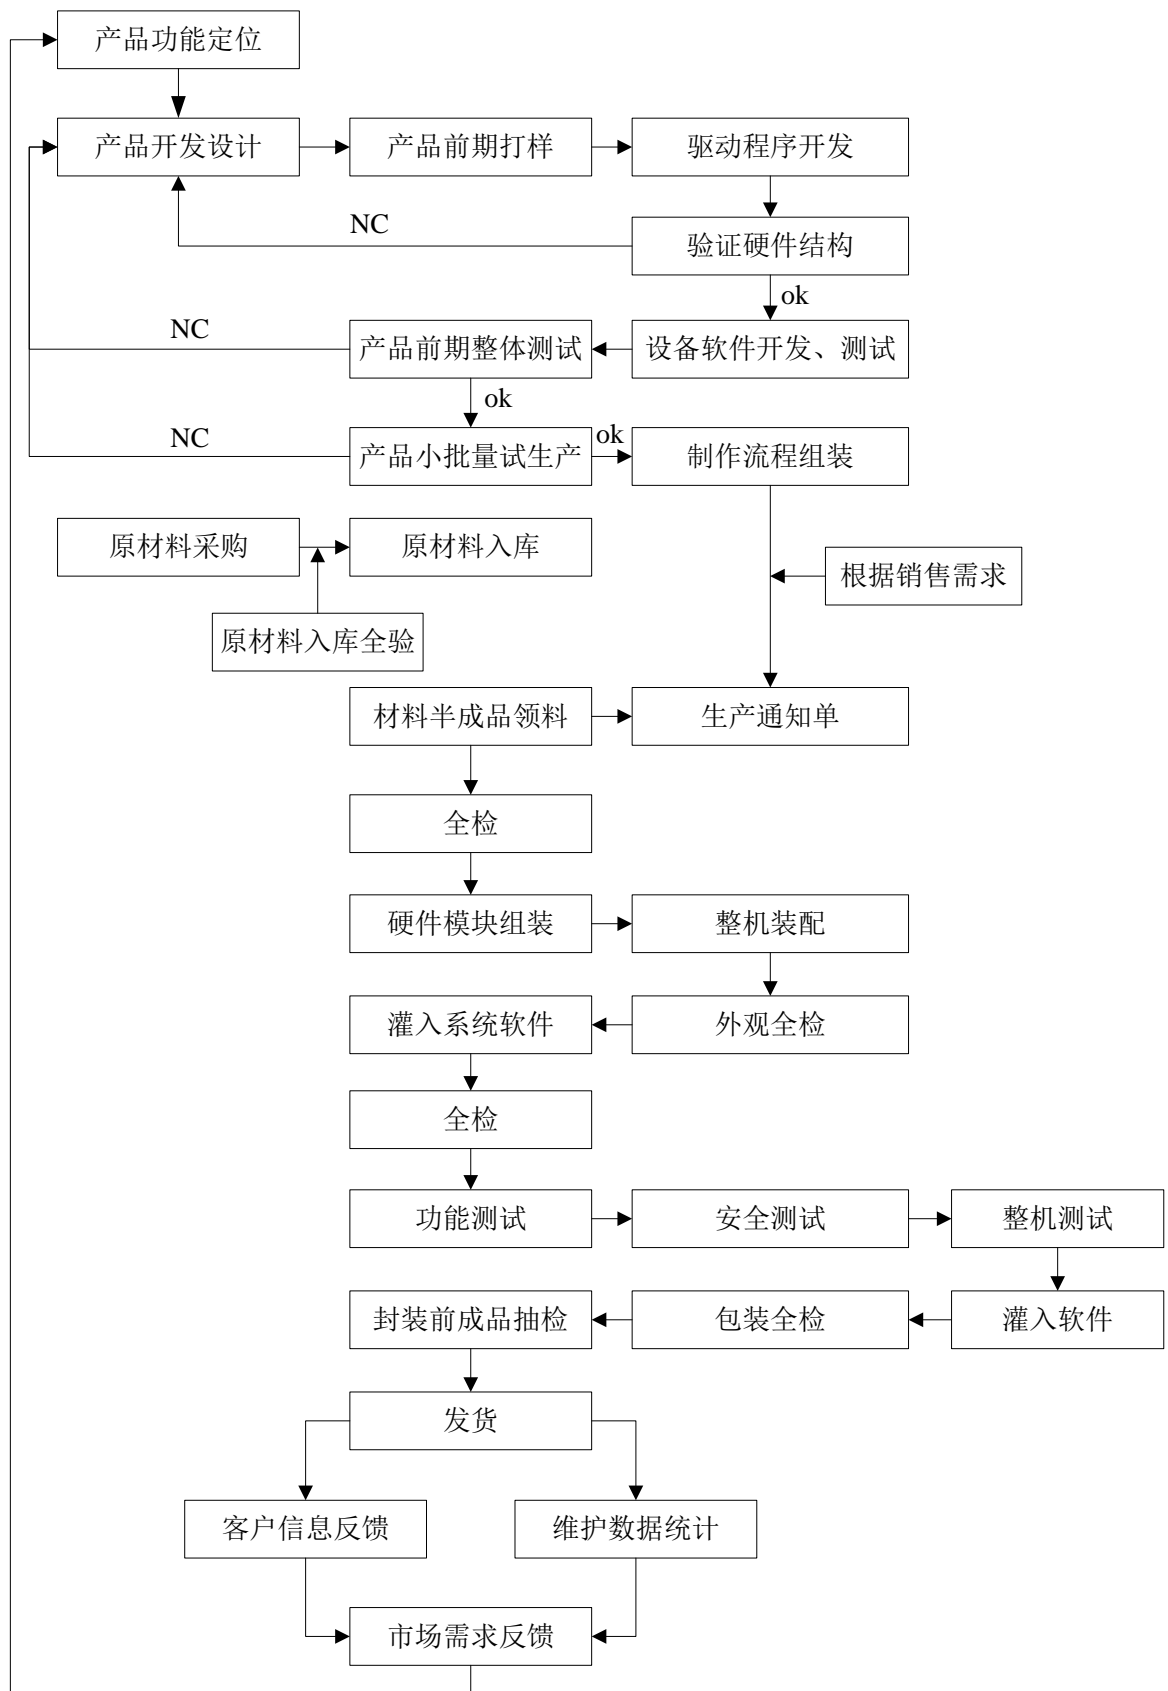 产品功能定位
产品开发设计
产品前期打样
驱动程序开发
NC
验证硬件结构
ok
NC
产品前期整体测试
设备软件开发、测试
ok
NC
产品小批量试生产
ok
制作流程组装
原材料采购
原材料入库
根据销售需求
原材料入库全验
材料半成品领料
生产通知单
全检
硬件模块组装
整机装配
灌入系统软件
外观全检
全检
功能测试
安全测试
整机测试
封装前成品抽检
包装全检
灌入软件
发货
客户信息反馈
维护数据统计
市场需求反馈